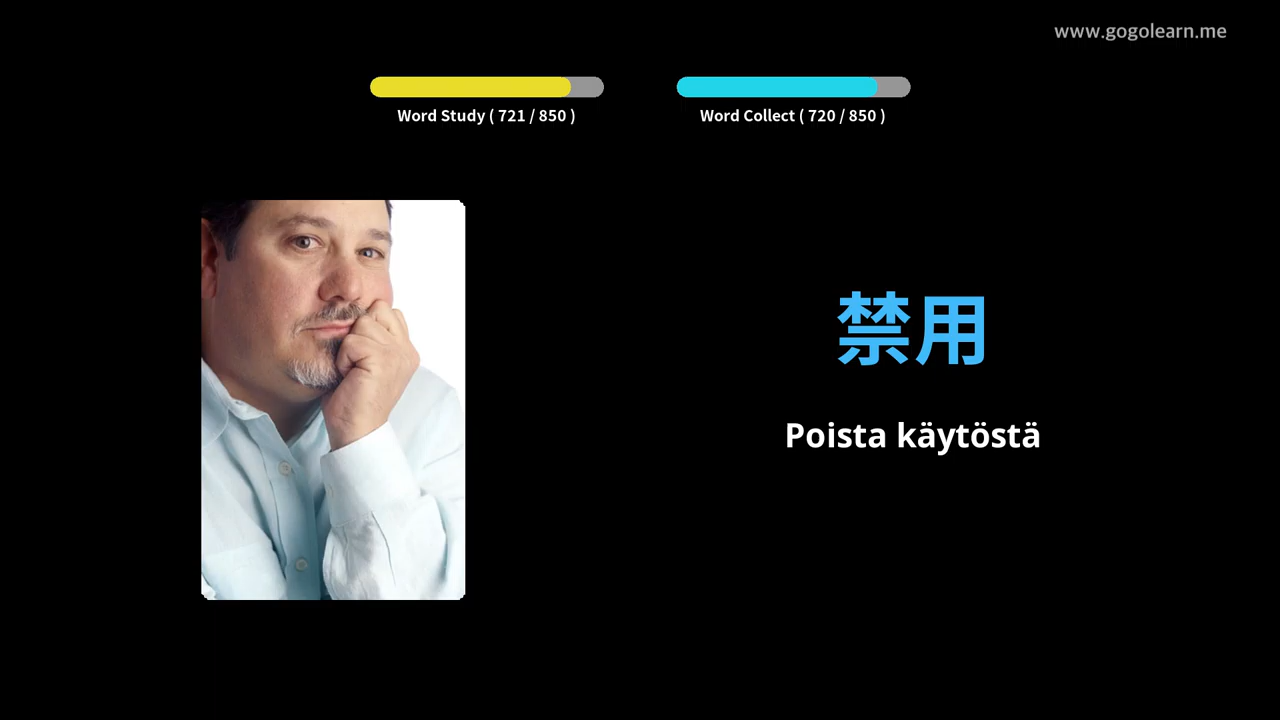 www.gogolearn.me
Word Study ( 721 / 850 )
Word Collect ( 720 / 850 )
禁用
Poista käytöstä